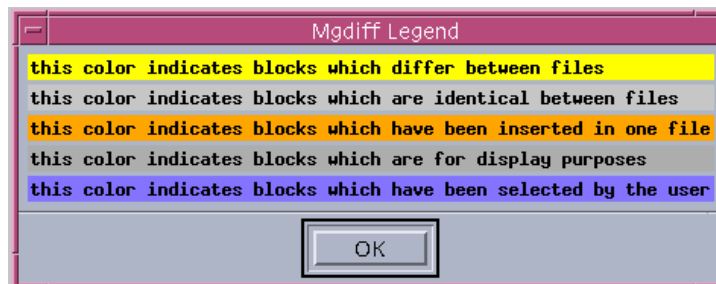 Mgdiff Legend
this color indicates blocks which differ between files
this color indicates blocks which are identical between files
this color indicates blocks which have been inserted in one file
this color indicates blocks which are for display purposes
this color indicates blocks which have been selected by the user
OK